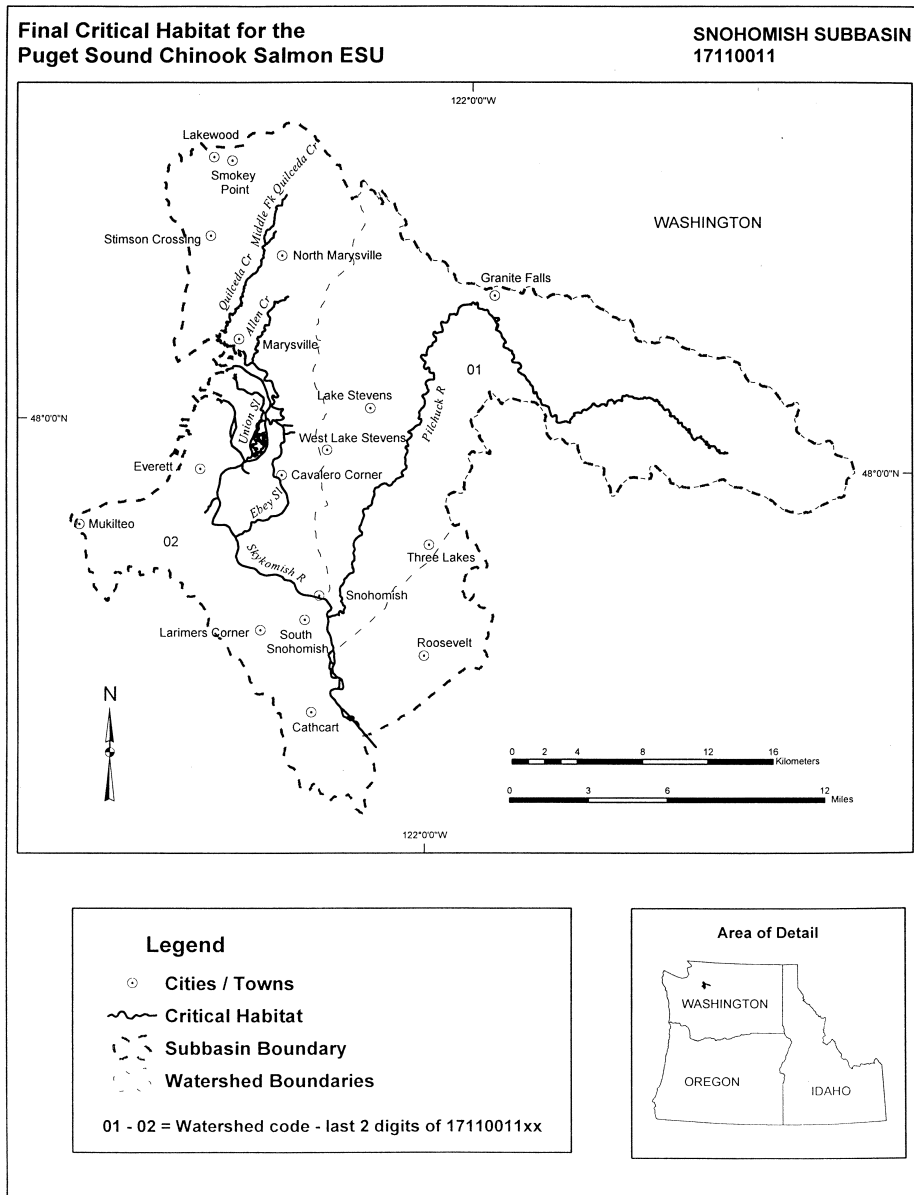 Final Critical Habitat for the
Puget Sound Chinook Salmon ESU
SNOHOMISH SUBBASIN
17110011
122°0'0"W
Lakewood
Smokey
Point
Middle Fk Quilceda Cr
WASHINGTON
Stimson Crossing
North Marysville
Quilceda Cr
Granite Falls
Allen Cr
Marysville
01
Lake Stevens
Pilchuck R
48°0'0"N
Union Sl
West Lake Stevens
Everett
Cavalero Corner
48°0'0"N
Ebey Sl
Mukilteo
02
Skykomish R
Three Lakes
Snohomish
Larimers Corner
South
Snohomish
Roosevelt
N
Cathcart
0 2 4 8 12 16
Kilometers
0 3 6 12
Miles
122°0'0"W
Legend
Cities / Towns
Critical Habitat
Subbasin Boundary
Watershed Boundaries
01 - 02 = Watershed code - last 2 digits of 17110011xx
Area of Detail
WASHINGTON
OREGON
IDAHO